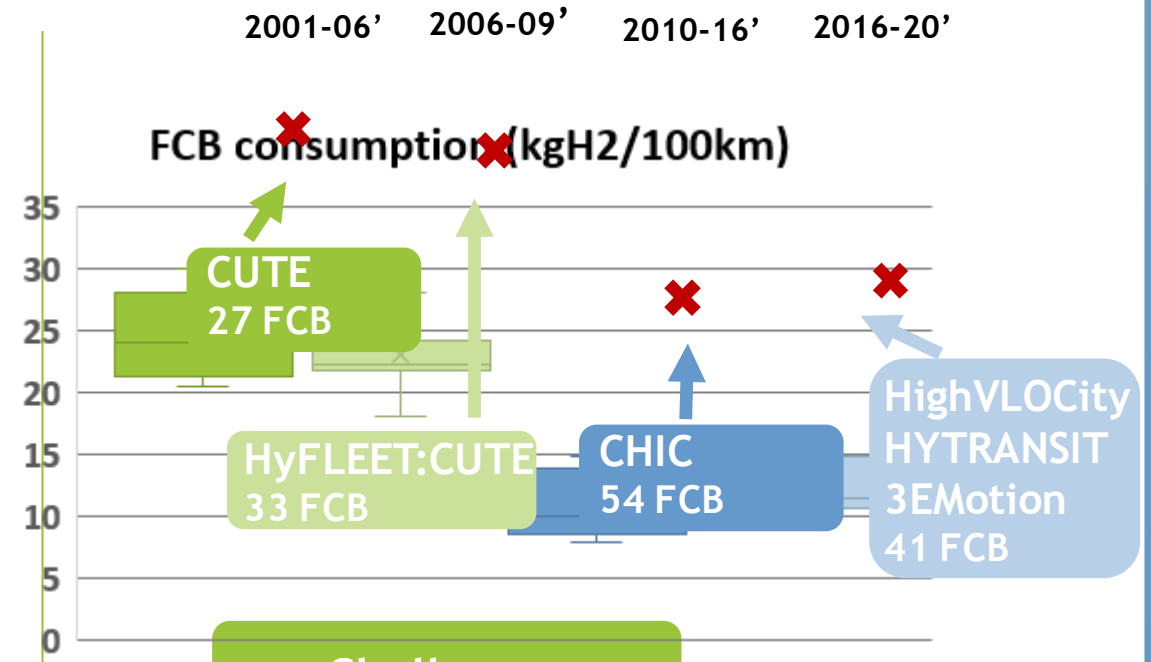 2001-06’ 2006-09’ 2010-16’ 2016-20’
FCB consumption (kgH2/100km)
35
30
25
20
15
10
5
0
CUTE
27 FCB
HyFLEET:CUTE
33 FCB
CHIC
54 FCB
HighVLOCity
HYTRANSIT
3EMotion
41 FCB